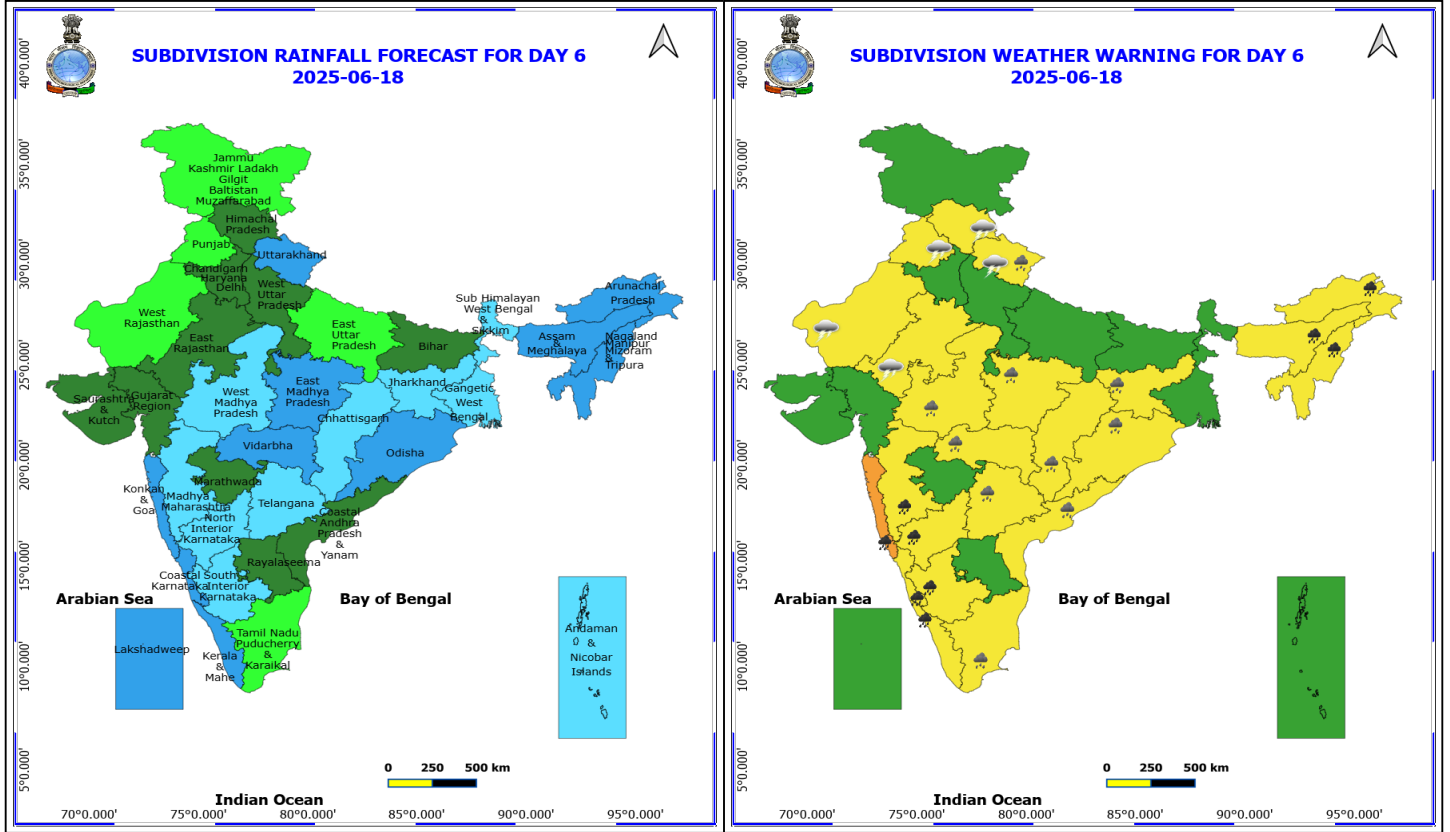 SUBDIVISION RAINFALL FORECAST FOR DAY 6
2025-06-18
40°0.000'
35°0.000'
30°0.000'
25°0.000'
20°0.000'
15°0.000'
10°0.000'
5°0.000'
Jammu
Kashmir Ladakh
Gilgit
Baltistan
Muzaffarabad
Himachal
Pradesh
Punjab
Uttarakhand
Chandigarh
Haryana
Delhi
West
Uttar
Pradesh
West
Rajasthan
East
Rajasthan
East
Uttar
Pradesh
Bihar
Sub Himalayan
West Bengal
&
Sikkim
Arunachal
Pradesh
Assam
&
Meghalaya
Nagaland
Manipur
Mizoram
&
Tripura
Saurashtra
&
Kutch
Gujarat
Region
West
Madhya
Pradesh
East
Madhya
Pradesh
Jharkhand
Gangetic
West
Bengal
Chhattisgarh
Vidarbha
Odisha
Konkan
&
Goa
Marathwada
Madhya
Maharashtra
Telangana
North
Interior
Karnataka
Coastal
Andhra
Pradesh
&
Yanam
Rayalaseema
Coastal
Karnataka
South
Interior
Karnataka
Arabian Sea
Bay of Bengal
Lakshadweep
Kerala
&
Mahe
Tamil Nadu
Puducherry
&
Karaikal
Andaman
&
Nicobar
Islands
0 250 500 km
Indian Ocean
70°0.000' 75°0.000' 80°0.000' 85°0.000' 90°0.000' 95°0.000'
SUBDIVISION WEATHER WARNING FOR DAY 6
2025-06-18
40°0.000'
35°0.000'
30°0.000'
25°0.000'
20°0.000'
15°0.000'
10°0.000'
5°0.000'
Arabian Sea
Bay of Bengal
0 250 500 km
Indian Ocean
70°0.000' 75°0.000' 80°0.000' 85°0.000' 90°0.000' 95°0.000'